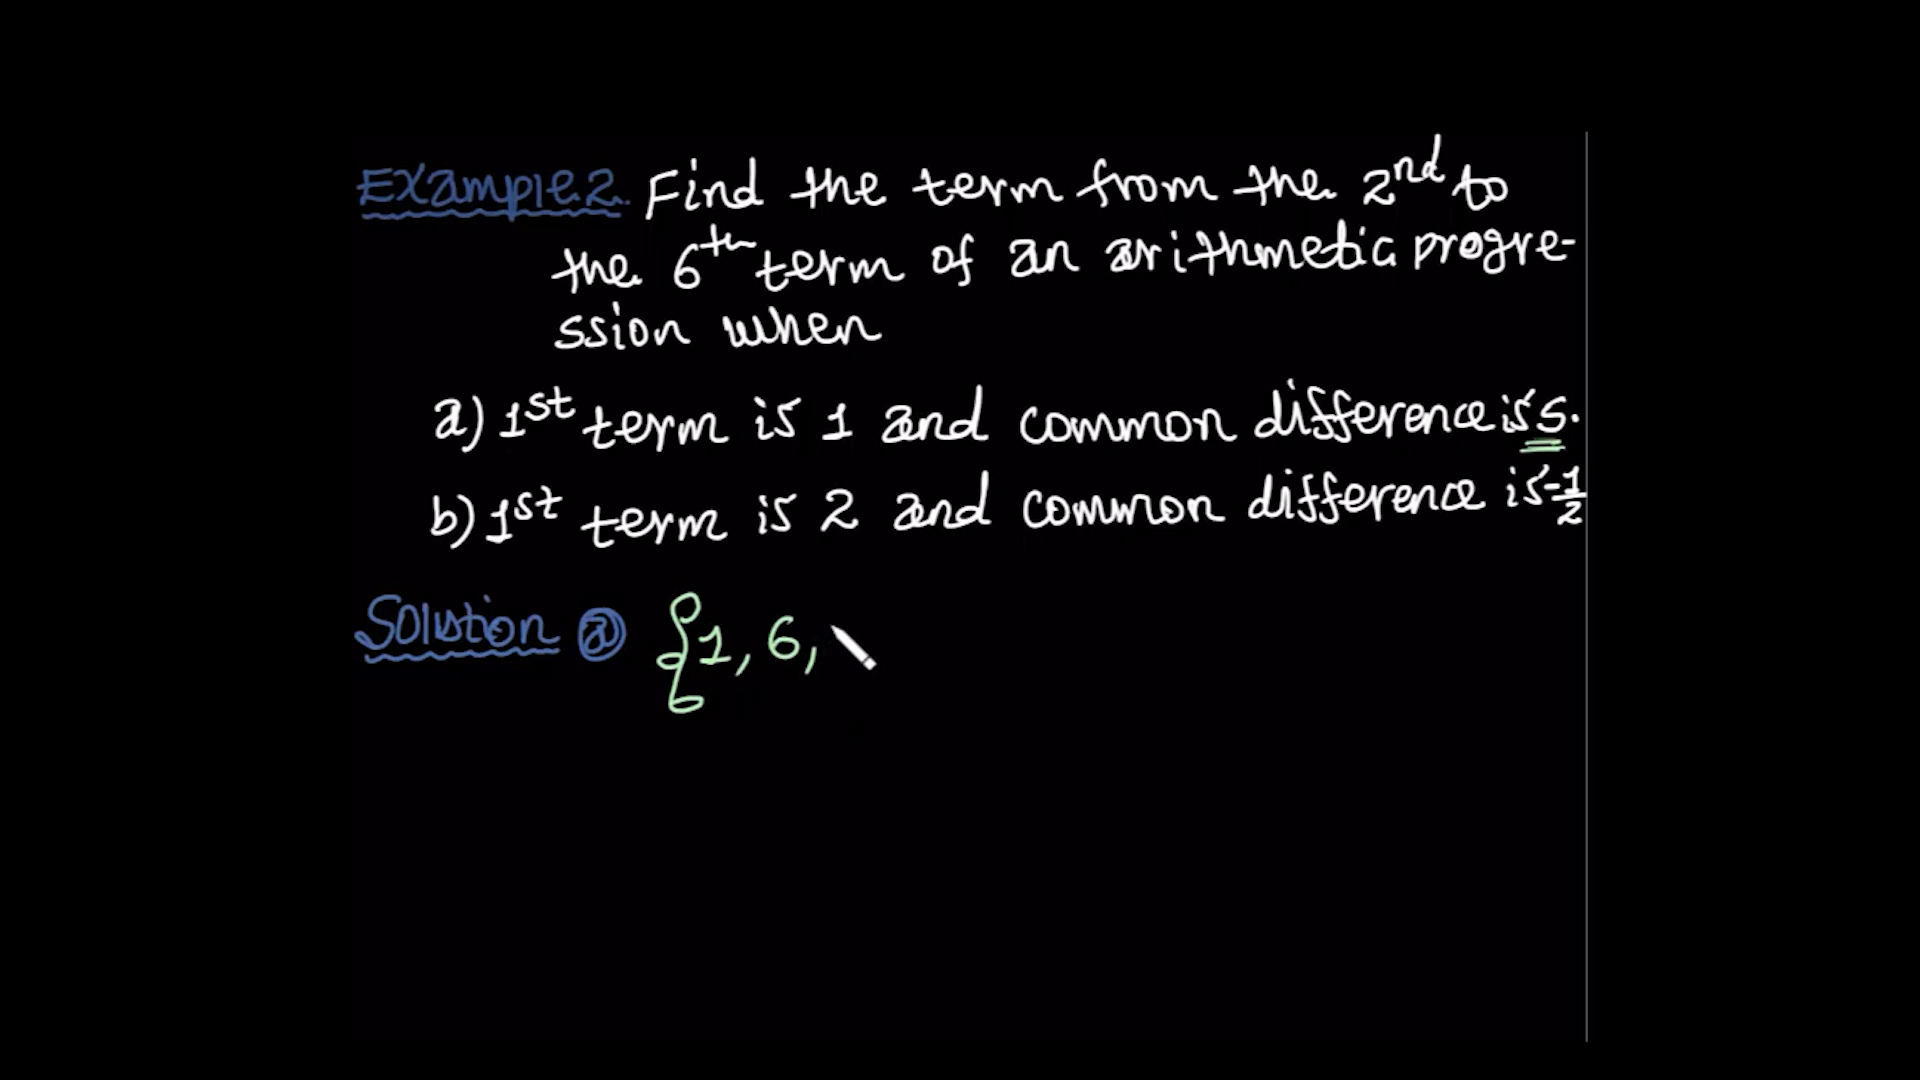 Example 2. Find the term from the 2nd to
the 6th term of an arithmetic progre-
ssion when
a) 1st term is 1 and common difference is 5.
b) 1st term is 2 and common difference is -1/2
Solution ⓐ {1, 6,